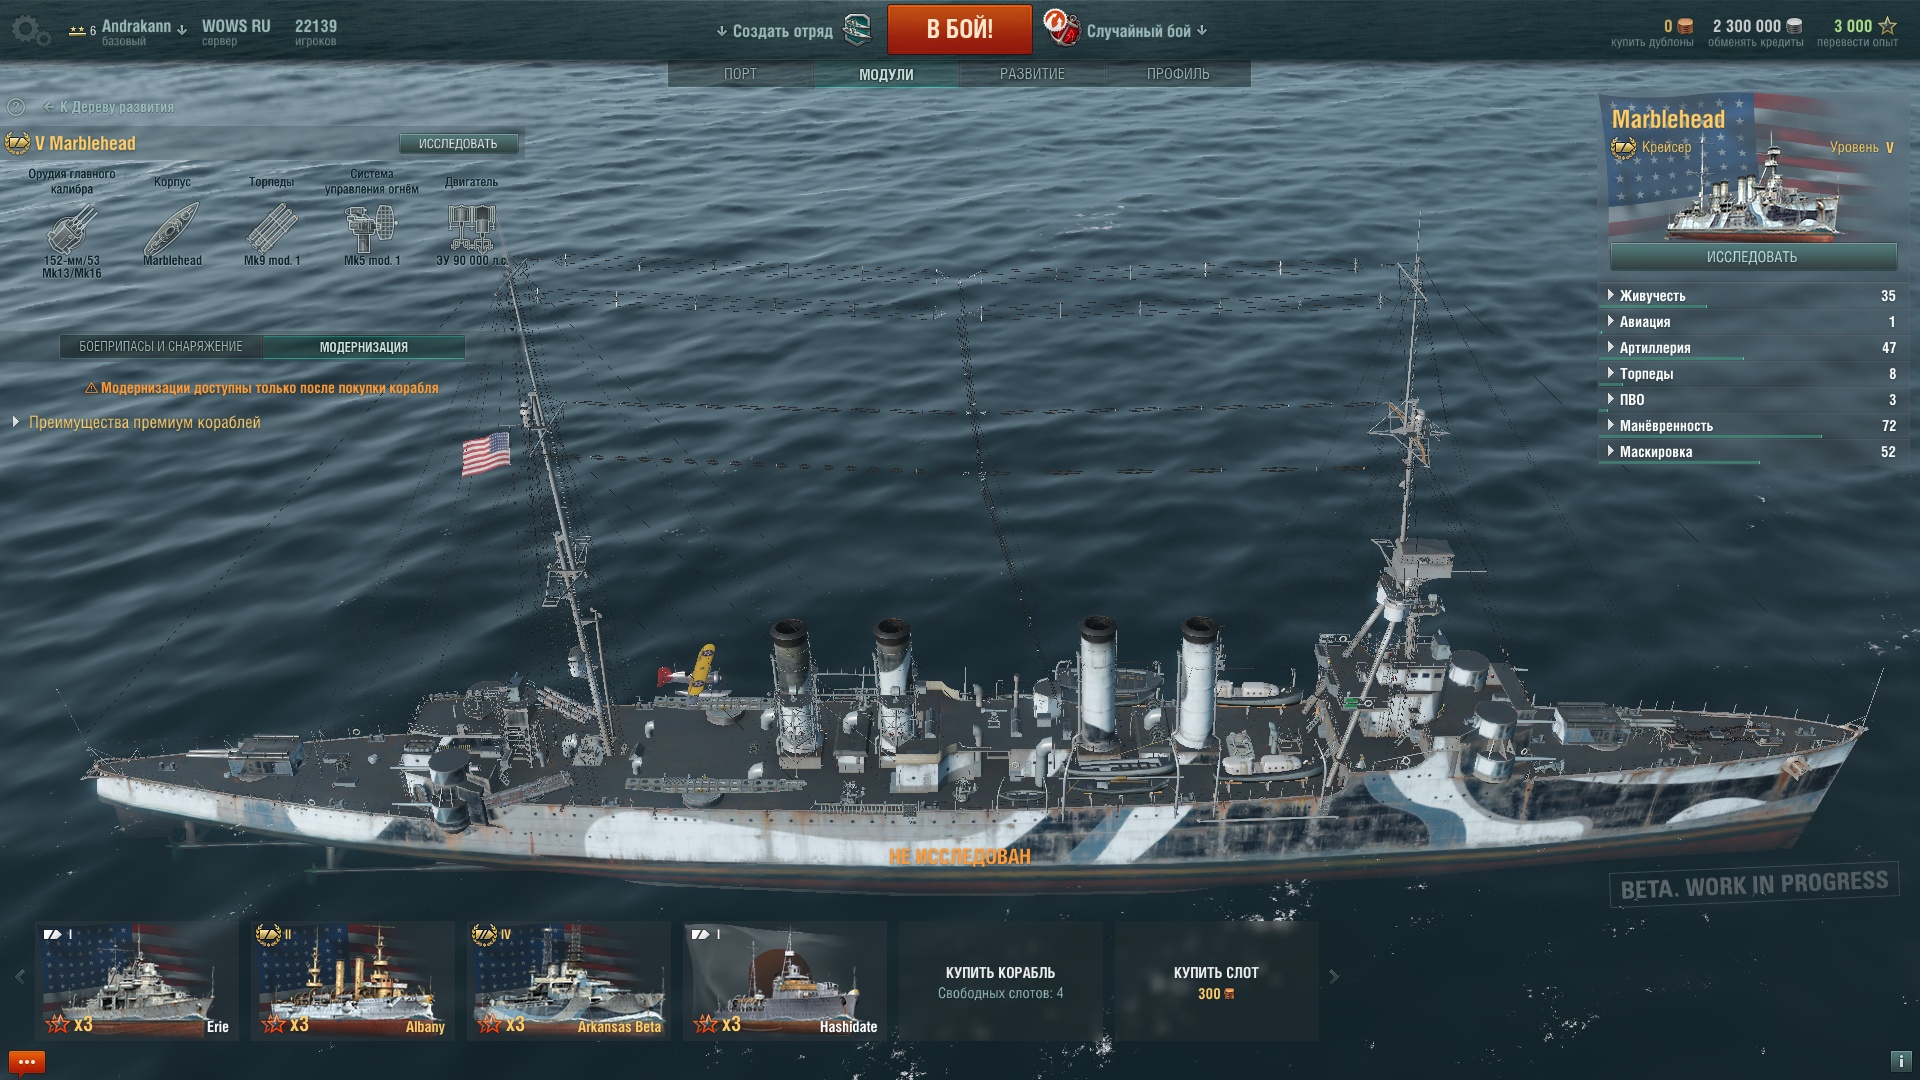 6 Andrakann
базовый
WOWS RU
сервер
22139
игроков
Создать отряд
В БОЙ!
Случайный бой
0
купить дублоны
2 300 000
обменять кредиты
3 000
перевести опыт
ПОРТ
МОДУЛИ
РАЗВИТИЕ
ПРОФИЛЬ
? К Дереву развития
V Marblehead
ИССЛЕДОВАТЬ
Орудия главного
калибра
Корпус
Торпеды
Система
управления огнём
Двигатель
152-мм/53
Mk13/Mk16
Marblehead
Mk9 mod. 1
Mk5 mod. 1
ЭУ 90 000 л.с.
БОЕПРИПАСЫ И СНАРЯЖЕНИЕ
МОДЕРНИЗАЦИЯ
Модернизации доступны только после покупки корабля
Преимущества премиум кораблей
Marblehead
Крейсер
Уровень V
ИССЛЕДОВАТЬ
Живучесть 35
Авиация 1
Артиллерия 47
Торпеды 8
ПВО 3
Манёвренность 72
Маскировка 52
НЕ ИССЛЕДОВАН
BETA. WORK IN PROGRESS
I
x3
Erie
II
x3
Albany
IV
x3
Arkansas Beta
I
x3
Hashidate
КУПИТЬ КОРАБЛЬ
Свободных слотов: 4
КУПИТЬ СЛОТ
300